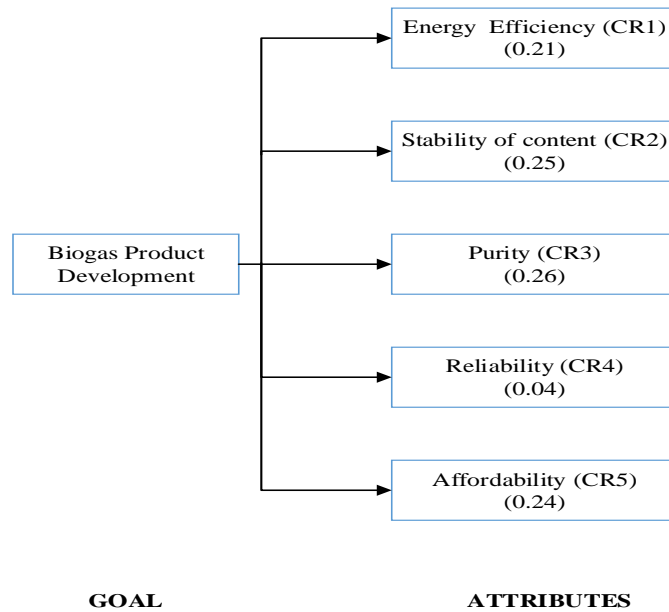 Energy Efficiency (CR1)
(0.21)
Stability of content (CR2)
(0.25)
Biogas Product
Development
Purity (CR3)
(0.26)
Reliability (CR4)
(0.04)
Affordability (CR5)
(0.24)
GOAL
ATTRIBUTES